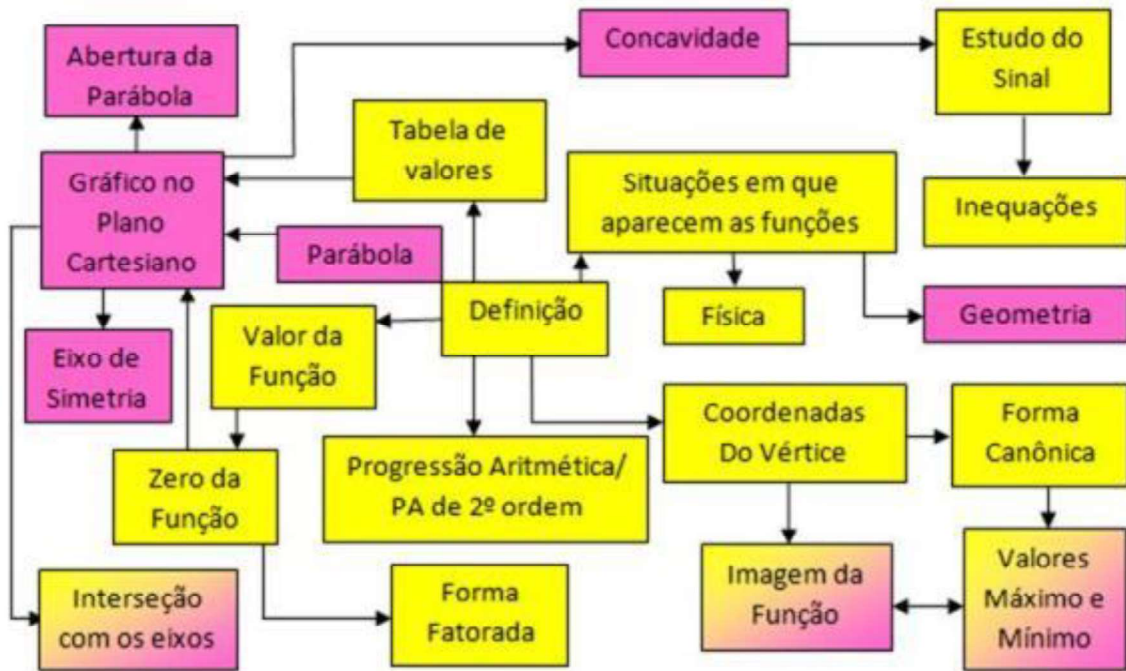 Concavidade
Estudo do
Sinal
Abertura da
Parábola
Tabela de
valores
Gráfico no
Plano
Cartesiano
Situações em que
aparecem as funções
Inequações
Parábola
Definição
Física
Geometria
Valor da
Função
Eixo de
Simetria
Coordenadas
Do Vértice
Forma
Canônica
Progressão Aritmética/
PA de 2º ordem
Zero da
Função
Imagem da
Função
Valores
Máximo e
Mínimo
Interseção
com os eixos
Forma
Fatorada